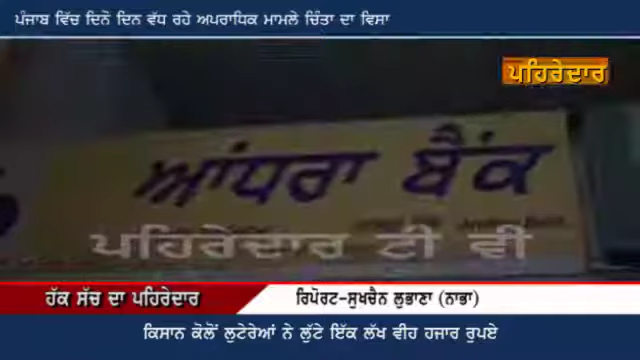 ਪੰਜਾਬ ਵਿੱਚ ਦਿਨੋ ਦਿਨ ਵੱਧ ਰਹੇ ਅਪਰਾਧਿਕ ਮਾਮਲੇ ਚਿੰਤਾ ਦਾ ਵਿਸਾ
ਪਹਿਰੇਦਾਰ
ਆਂਧਰਾ ਬੈਂਕ
ਪਹਿਰੇਦਾਰ ਟੀ ਵੀ
ਹੱਕ ਸੱਚ ਦਾ ਪਹਿਰੇਦਾਰ
ਰਿਪੋਰਟ-ਸੁਖਚੈਨ ਲੁਭਾਣਾ (ਨਾਭਾ)
ਕਿਸਾਨ ਕੋਲੋਂ ਲੁਟੇਰੇਆਂ ਨੇ ਲੁੱਟੇ ਇੱਕ ਲੱਖ ਵੀਹ ਹਜਾਰ ਰੁਪਏ